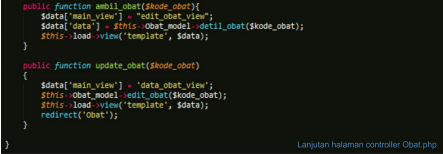 public function ambil_obat($kode_obat){
$data['main_view'] = "edit_obat_view";
$data['data'] = $this->Obat_model->detil_obat($kode_obat);
$this->load->view('template', $data);
}
public function update_obat($kode_obat)
{
$data['main_view'] = 'data_obat_view';
$this->Obat_model->edit_obat($kode_obat);
$this->load->view('template', $data);
redirect('Obat');
}
}
Lanjutan halaman controller Obat.php